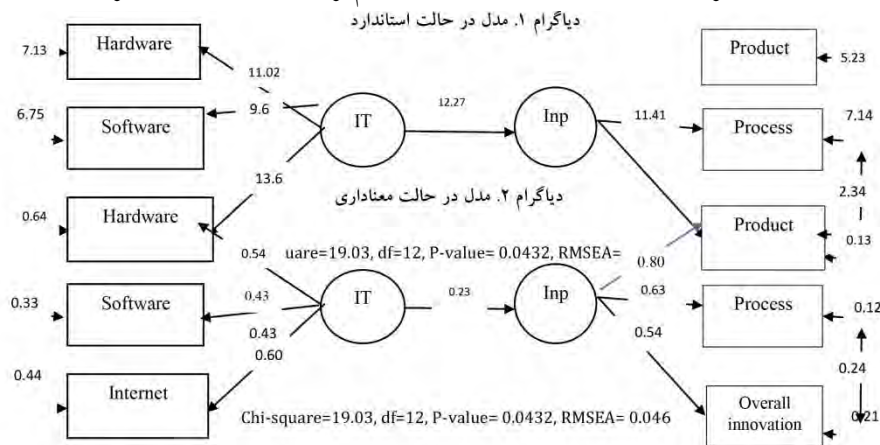 دیاگرام ۱. مدل در حالت استاندارد
7.13
Hardware
Product
5.23
11.02
6.75
Software
9.6
IT
12.27
Inp
11.41
Process
7.14
13.6
دیاگرام ۲. مدل در حالت معناداری
2.34
0.64
Hardware
Product
0.13
0.54
uare=19.03, df=12, P-value= 0.0432, RMSEA=
0.80
0.33
Software
0.43
IT
0.23
Inp
0.63
Process
0.12
0.43
0.54
0.60
0.24
0.44
Internet
Chi-square=19.03, df=12, P-value= 0.0432, RMSEA= 0.046
Overall
innovation
0.21